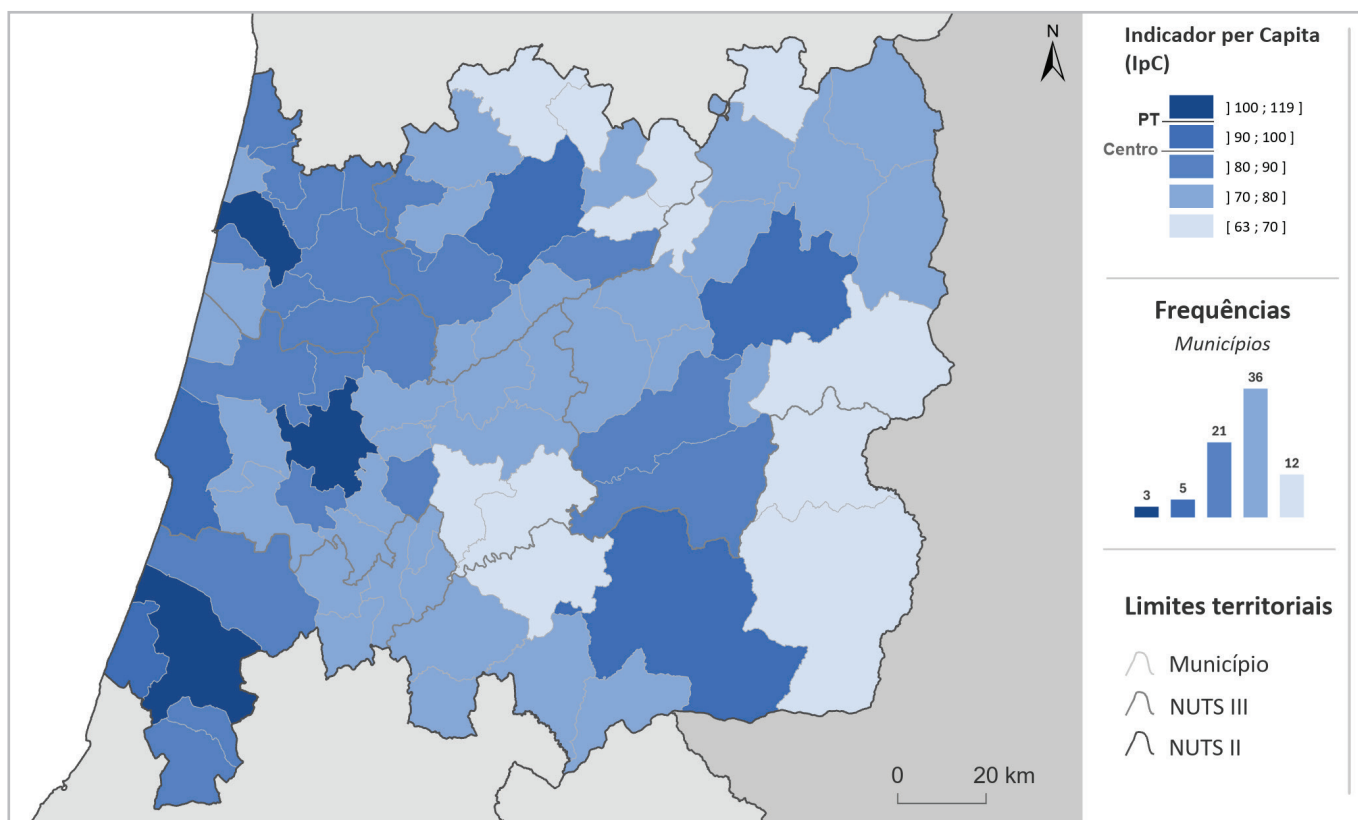 N
0 20 km
Indicador per Capita
(IpC)
] 100 ; 119 ]
PT
] 90 ; 100 ]
Centro
] 80 ; 90 ]
] 70 ; 80 ]
[ 63 ; 70 ]
Frequências
Municípios
3 5 21 36 12
Limites territoriais
Município
NUTS III
NUTS II